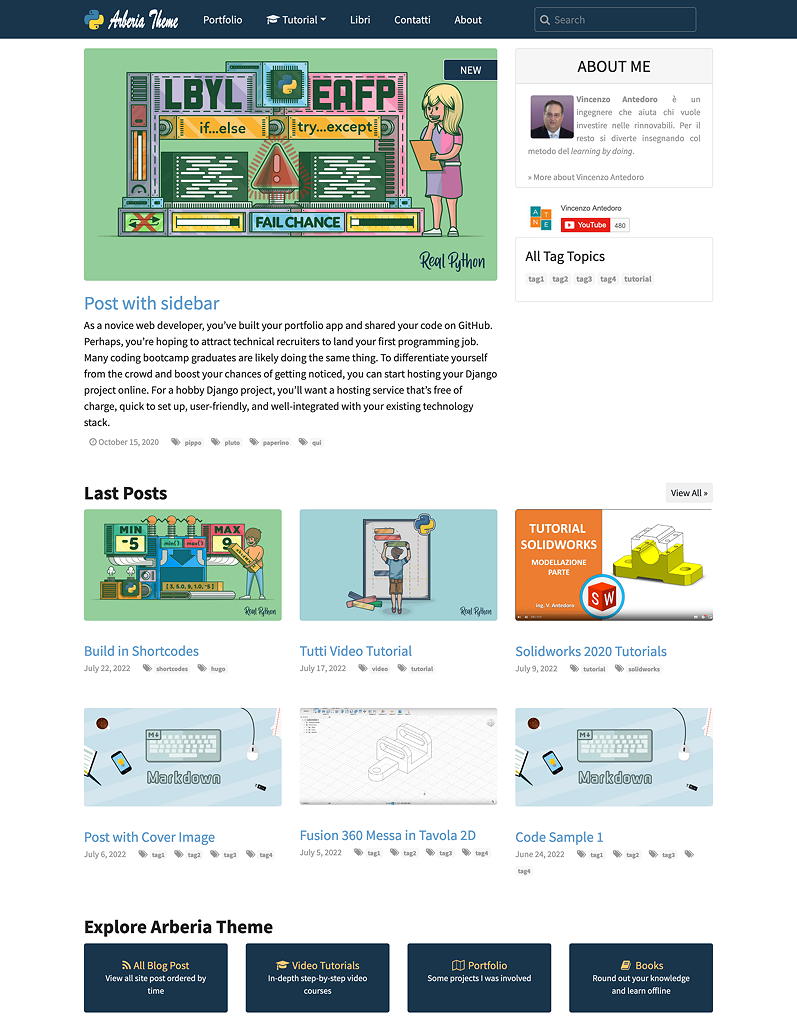 Arberia Theme
Portfolio
Tutorial
Libri
Contatti
About
Search
NEW
LBYL
EAFP
if...else
try...except
FAIL CHANCE
Real Python
Post with sidebar
As a novice web developer, you’ve built your portfolio app and shared your code on GitHub.
Perhaps, you’re hoping to attract technical recruiters to land your first programming job.
Many coding bootcamp graduates are likely doing the same thing. To differentiate yourself
from the crowd and boost your chances of getting noticed, you can start hosting your Django
project online. For a hobby Django project, you’ll want a hosting service that’s free of
charge, quick to set up, user-friendly, and well-integrated with your existing technology
stack.
October 15, 2020 pippo pluto paperino qui
ABOUT ME
Vincenzo Antedoro è un
ingegnere che aiuta chi vuole
investire nelle rinnovabili. Per il
resto si diverte insegnando col
metodo del learning by doing.
» More about Vincenzo Antedoro
A T
N E
Vincenzo Antedoro
YouTube 480
All Tag Topics
tag1 tag2 tag3 tag4 tutorial
Last Posts
View All »
MIN
MAX
-5
min()
max()
9
[ 3, 5.0, 9, 1.0, -5 ]
Real Python
Build in Shortcodes
July 22, 2022 shortcodes hugo
Real Python
Tutti Video Tutorial
July 17, 2022 video tutorial
TUTORIAL
SOLIDWORKS
MODELLAZIONE
PARTE
SW
ing. V. Antedoro
Solidworks 2020 Tutorials
July 9, 2022 tutorial solidworks
M↓
Markdown
Post with Cover Image
July 6, 2022 tag1 tag2 tag3 tag4
Fusion 360 Messa in Tavola 2D
July 5, 2022 tag1 tag2 tag3 tag4
M↓
Markdown
Code Sample 1
June 24, 2022 tag1 tag2 tag3
tag4
Explore Arberia Theme
All Blog Post
View all site post ordered by
time
Video Tutorials
In-depth step-by-step video
courses
Portfolio
Some projects I was involved
Books
Round out your knowledge
and learn offline